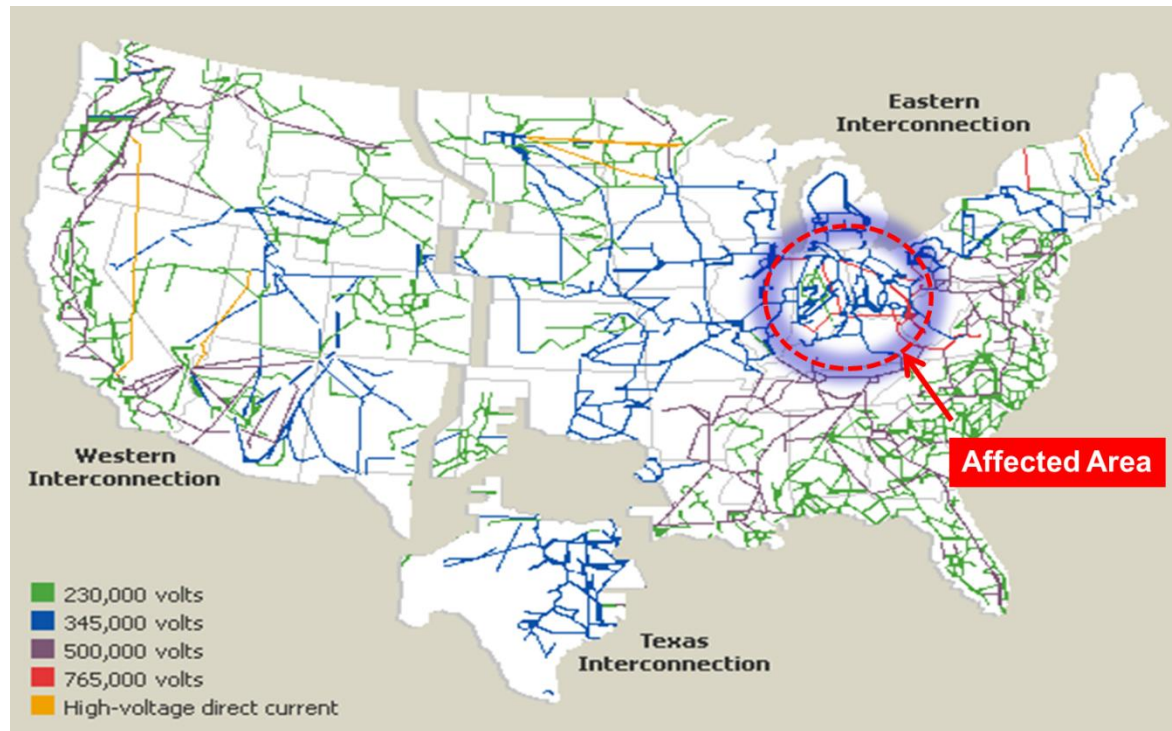 Eastern
Interconnection
Western
Interconnection
Affected Area
Texas
Interconnection
230,000 volts
345,000 volts
500,000 volts
765,000 volts
High-voltage direct current